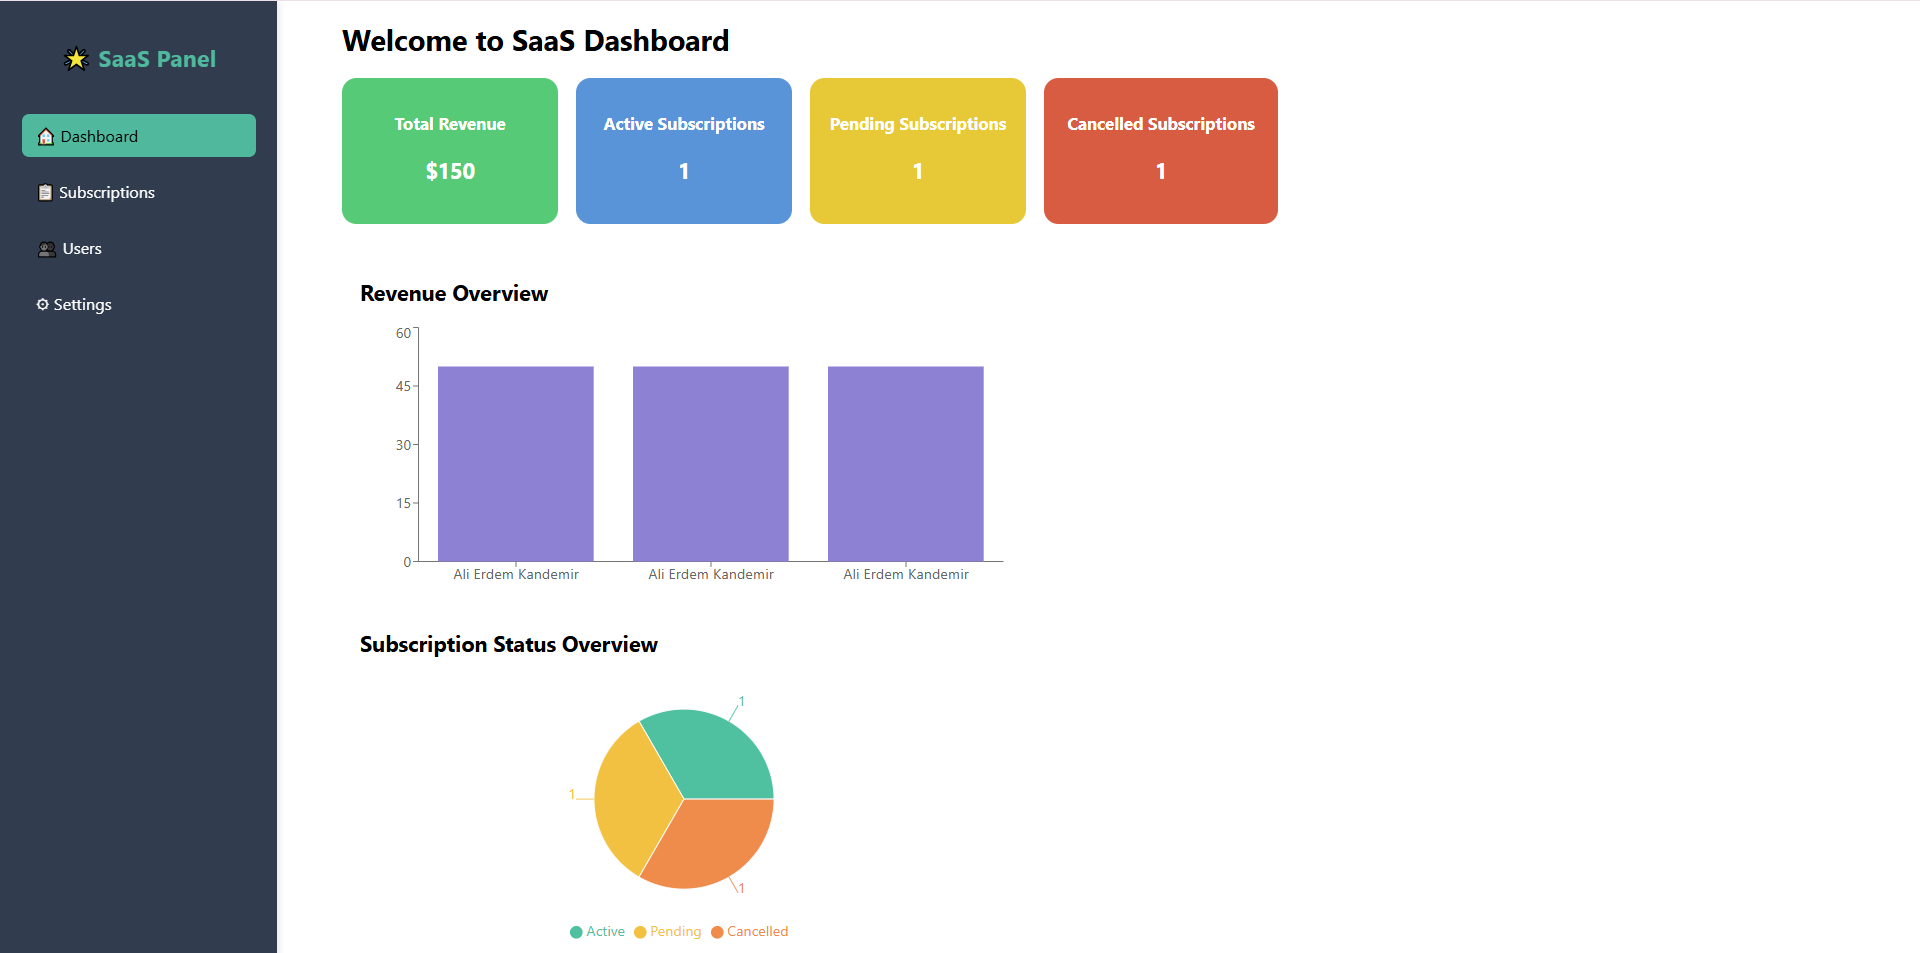 SaaS Panel
Dashboard
Subscriptions
Users
Settings
Welcome to SaaS Dashboard
Total Revenue
$150
Active Subscriptions
1
Pending Subscriptions
1
Cancelled Subscriptions
1
Revenue Overview
60
45
30
15
0
Ali Erdem Kandemir Ali Erdem Kandemir Ali Erdem Kandemir
Subscription Status Overview
1
1
1
Active Pending Cancelled